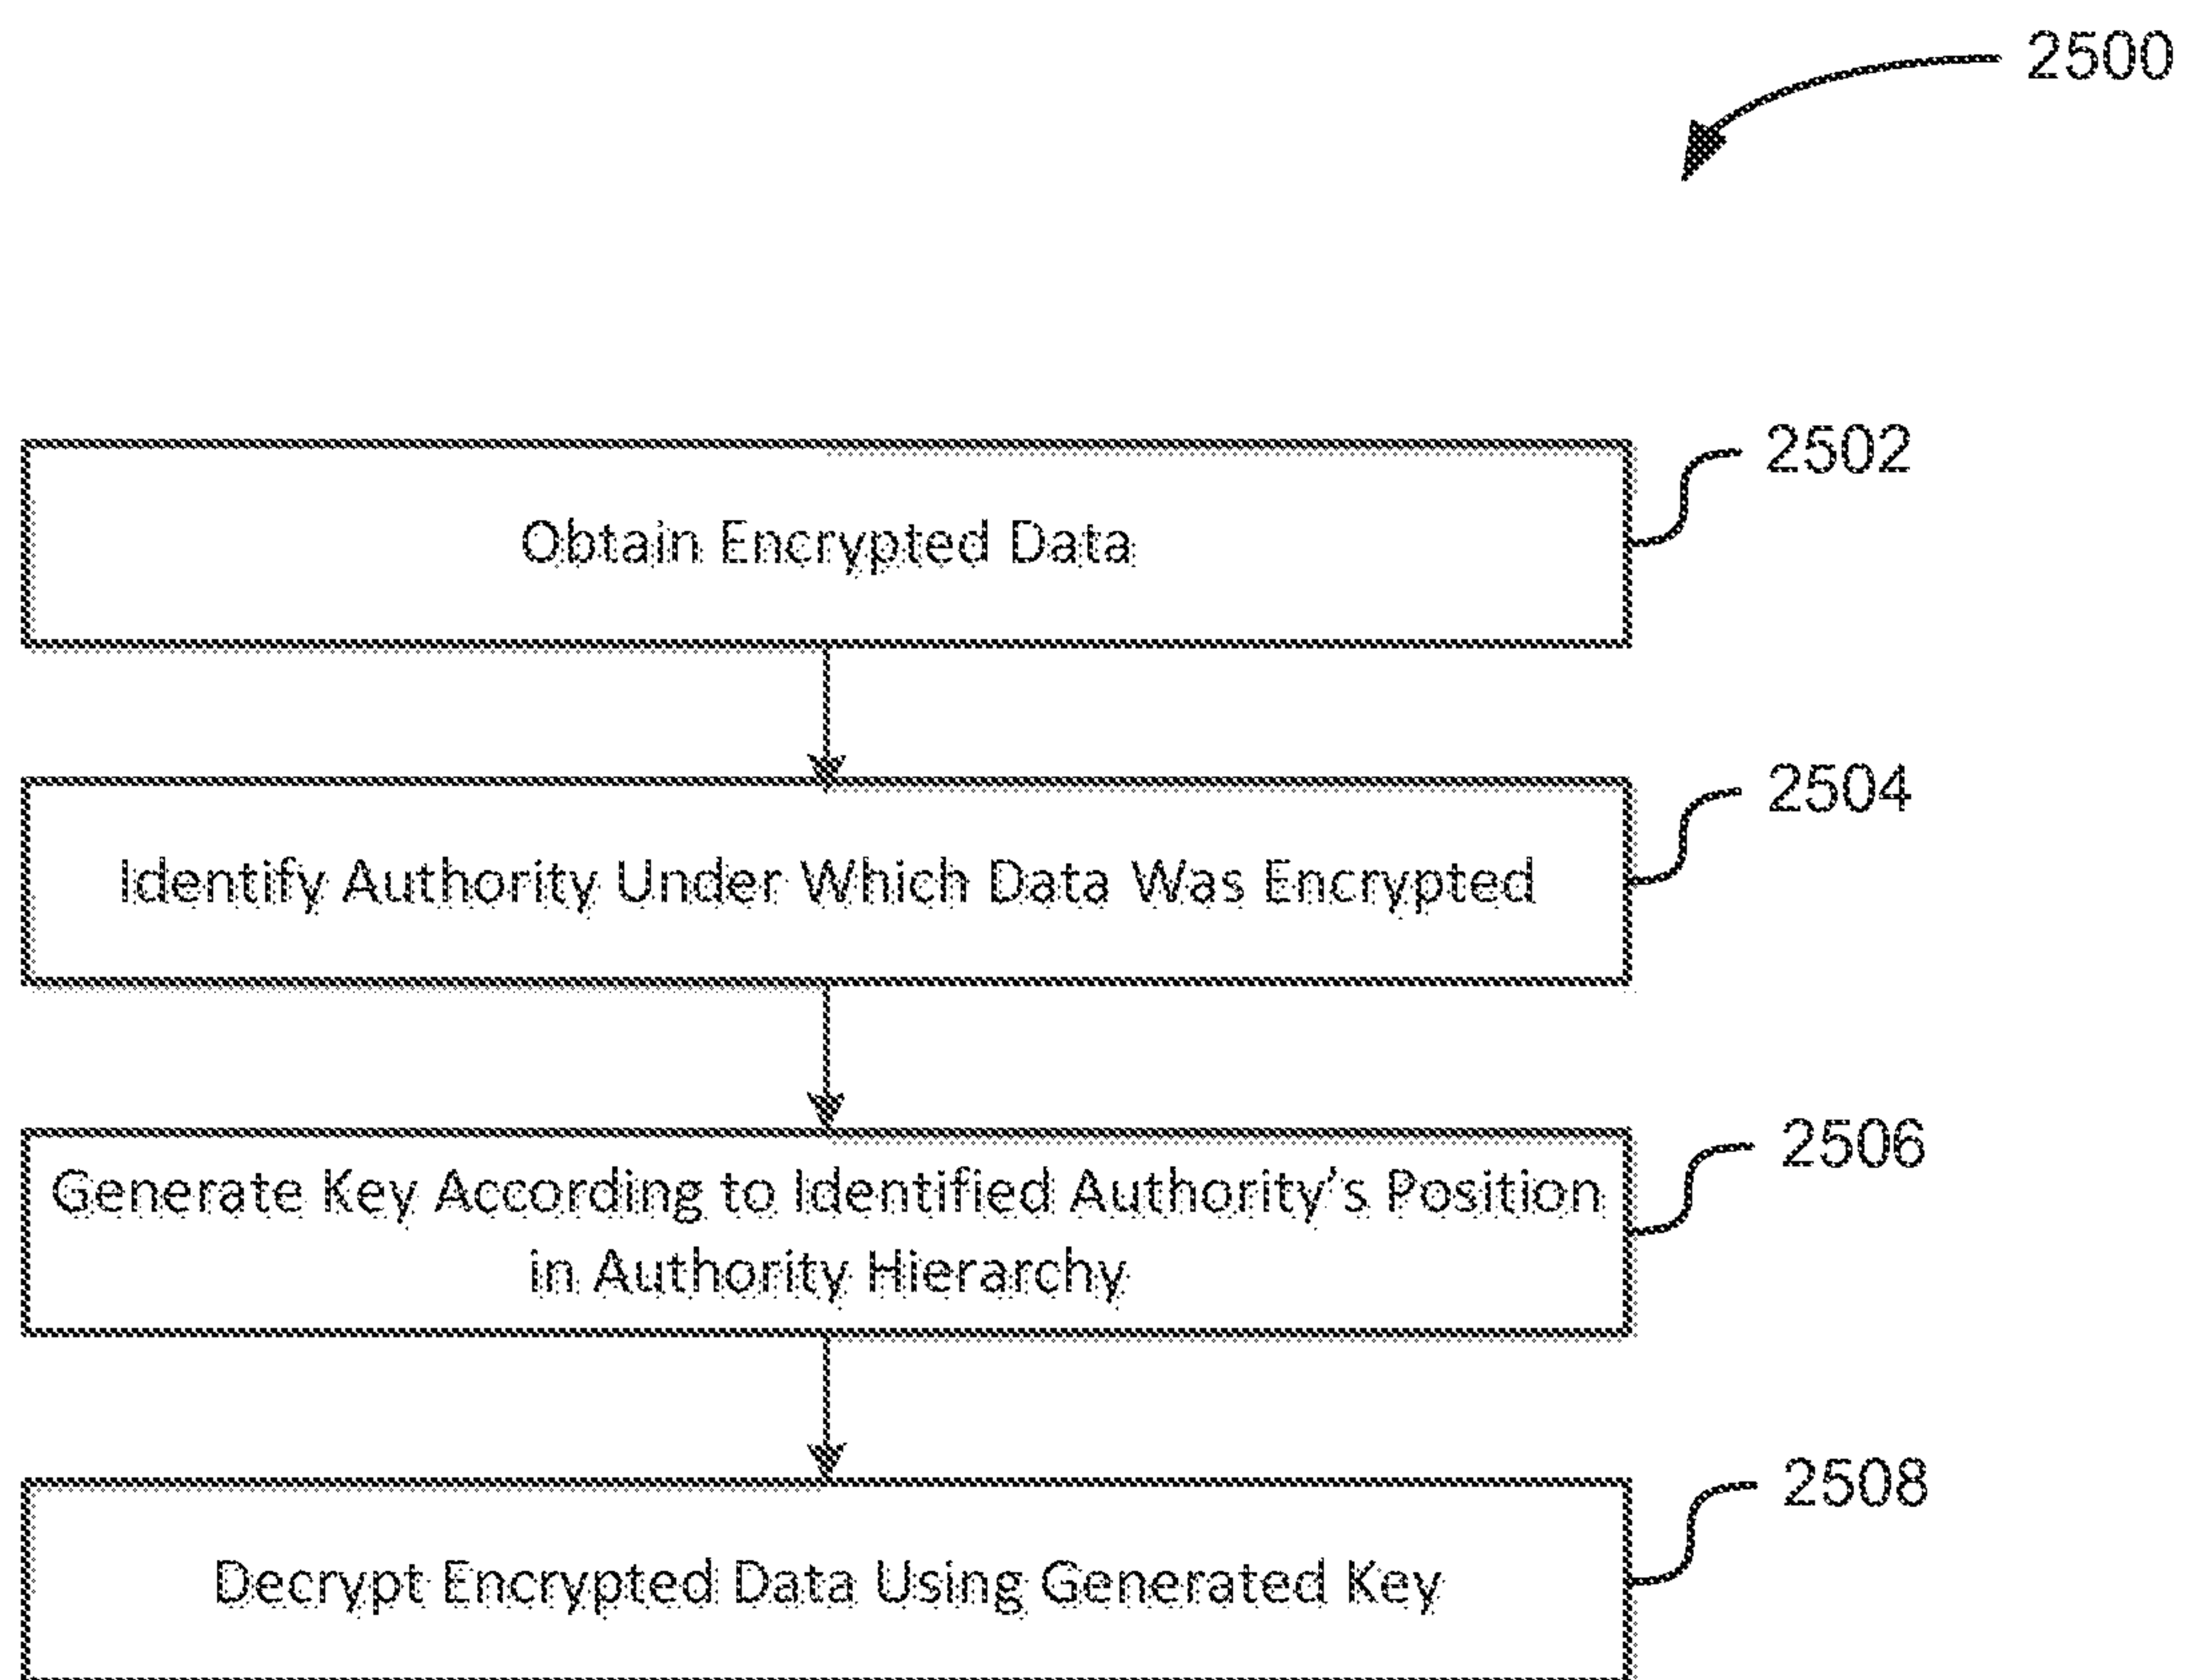 2500
2502
Obtain Encrypted Data
2504
Identify Authority Under Which Data Was Encrypted
2506
Generate Key According to Identified Authority's Position
in Authority Hierarchy
2508
Decrypt Encrypted Data Using Generated Key